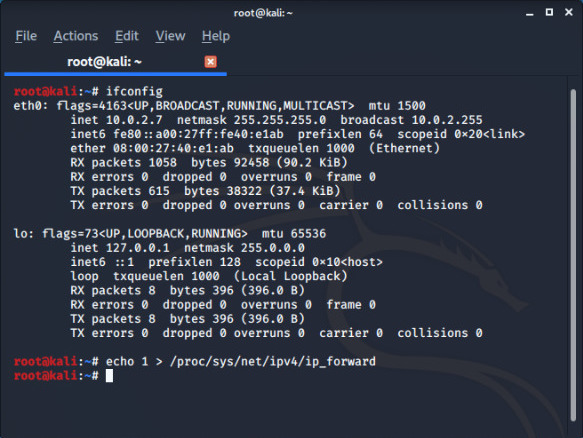 root@kali: ~
File Actions Edit View Help
root@kali: ~
root@kali:~# ifconfig
eth0: flags=4163<UP,BROADCAST,RUNNING,MULTICAST>  mtu 1500
        inet 10.0.2.7  netmask 255.255.255.0  broadcast 10.0.2.255
        inet6 fe80::a00:27ff:fe40:e1ab  prefixlen 64  scopeid 0×20<link>
        ether 08:00:27:40:e1:ab  txqueuelen 1000  (Ethernet)
        RX packets 1058  bytes 92458 (90.2 KiB)
        RX errors 0  dropped 0  overruns 0  frame 0
        TX packets 615  bytes 38322 (37.4 KiB)
        TX errors 0  dropped 0 overruns 0  carrier 0  collisions 0
lo: flags=73<UP,LOOPBACK,RUNNING>  mtu 65536
        inet 127.0.0.1  netmask 255.0.0.0
        inet6 ::1  prefixlen 128  scopeid 0×10<host>
        loop  txqueuelen 1000  (Local Loopback)
        RX packets 8  bytes 396 (396.0 B)
        RX errors 0  dropped 0  overruns 0  frame 0
        TX packets 8  bytes 396 (396.0 B)
        TX errors 0  dropped 0 overruns 0  carrier 0  collisions 0
root@kali:~# echo 1 > /proc/sys/net/ipv4/ip_forward
root@kali:~#